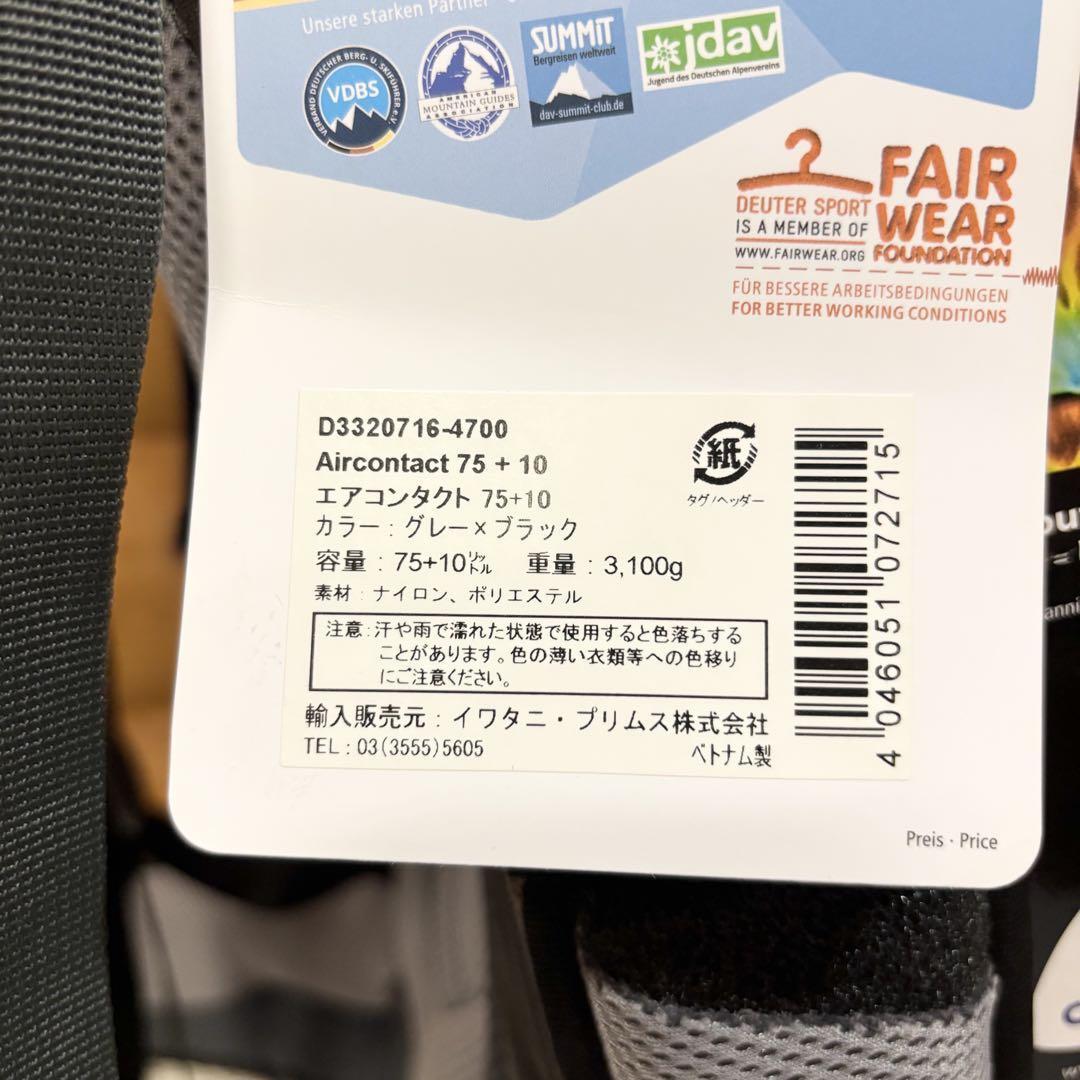 Unsere starken Partner
VERBAND DEUTSCHER BERG- U. SKIFÜHRER e.V.
VDBS
AMERICAN
MOUNTAIN GUIDES
ASSOCIATION
SUMMIT
Bergreisen weltweit
dav-summit-club.de
jdav
Jugend des Deutschen Alpenvereins
DEUTER SPORT
IS A MEMBER OF
WWW.FAIRWEAR.ORG
FAIR
WEAR
FOUNDATION
FÜR BESSERE ARBEITSBEDINGUNGEN
FOR BETTER WORKING CONDITIONS
D3320716-4700
Aircontact 75 + 10
エアコンタクト 75+10
カラー : グレー×ブラック
容量 : 75+10㍑ 重量 : 3,100g
素材 : ナイロン、ポリエステル
紙
タグ/ヘッダー
注意 : 汗や雨で濡れた状態で使用すると色落ちする
ことがあります。色の薄い衣類等への色移り
にご注意ください。
輸入販売元 : イワタニ・プリムス株式会社
TEL : 03(3555)5605
ベトナム製
4 046051 072715
Preis · Price